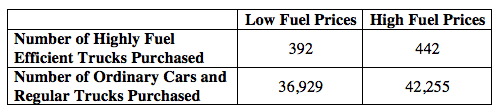 Low Fuel Prices High Fuel Prices
Number of Highly Fuel
Efficient Trucks Purchased 392 442
Number of Ordinary Cars and
Regular Trucks Purchased 36,929 42,255